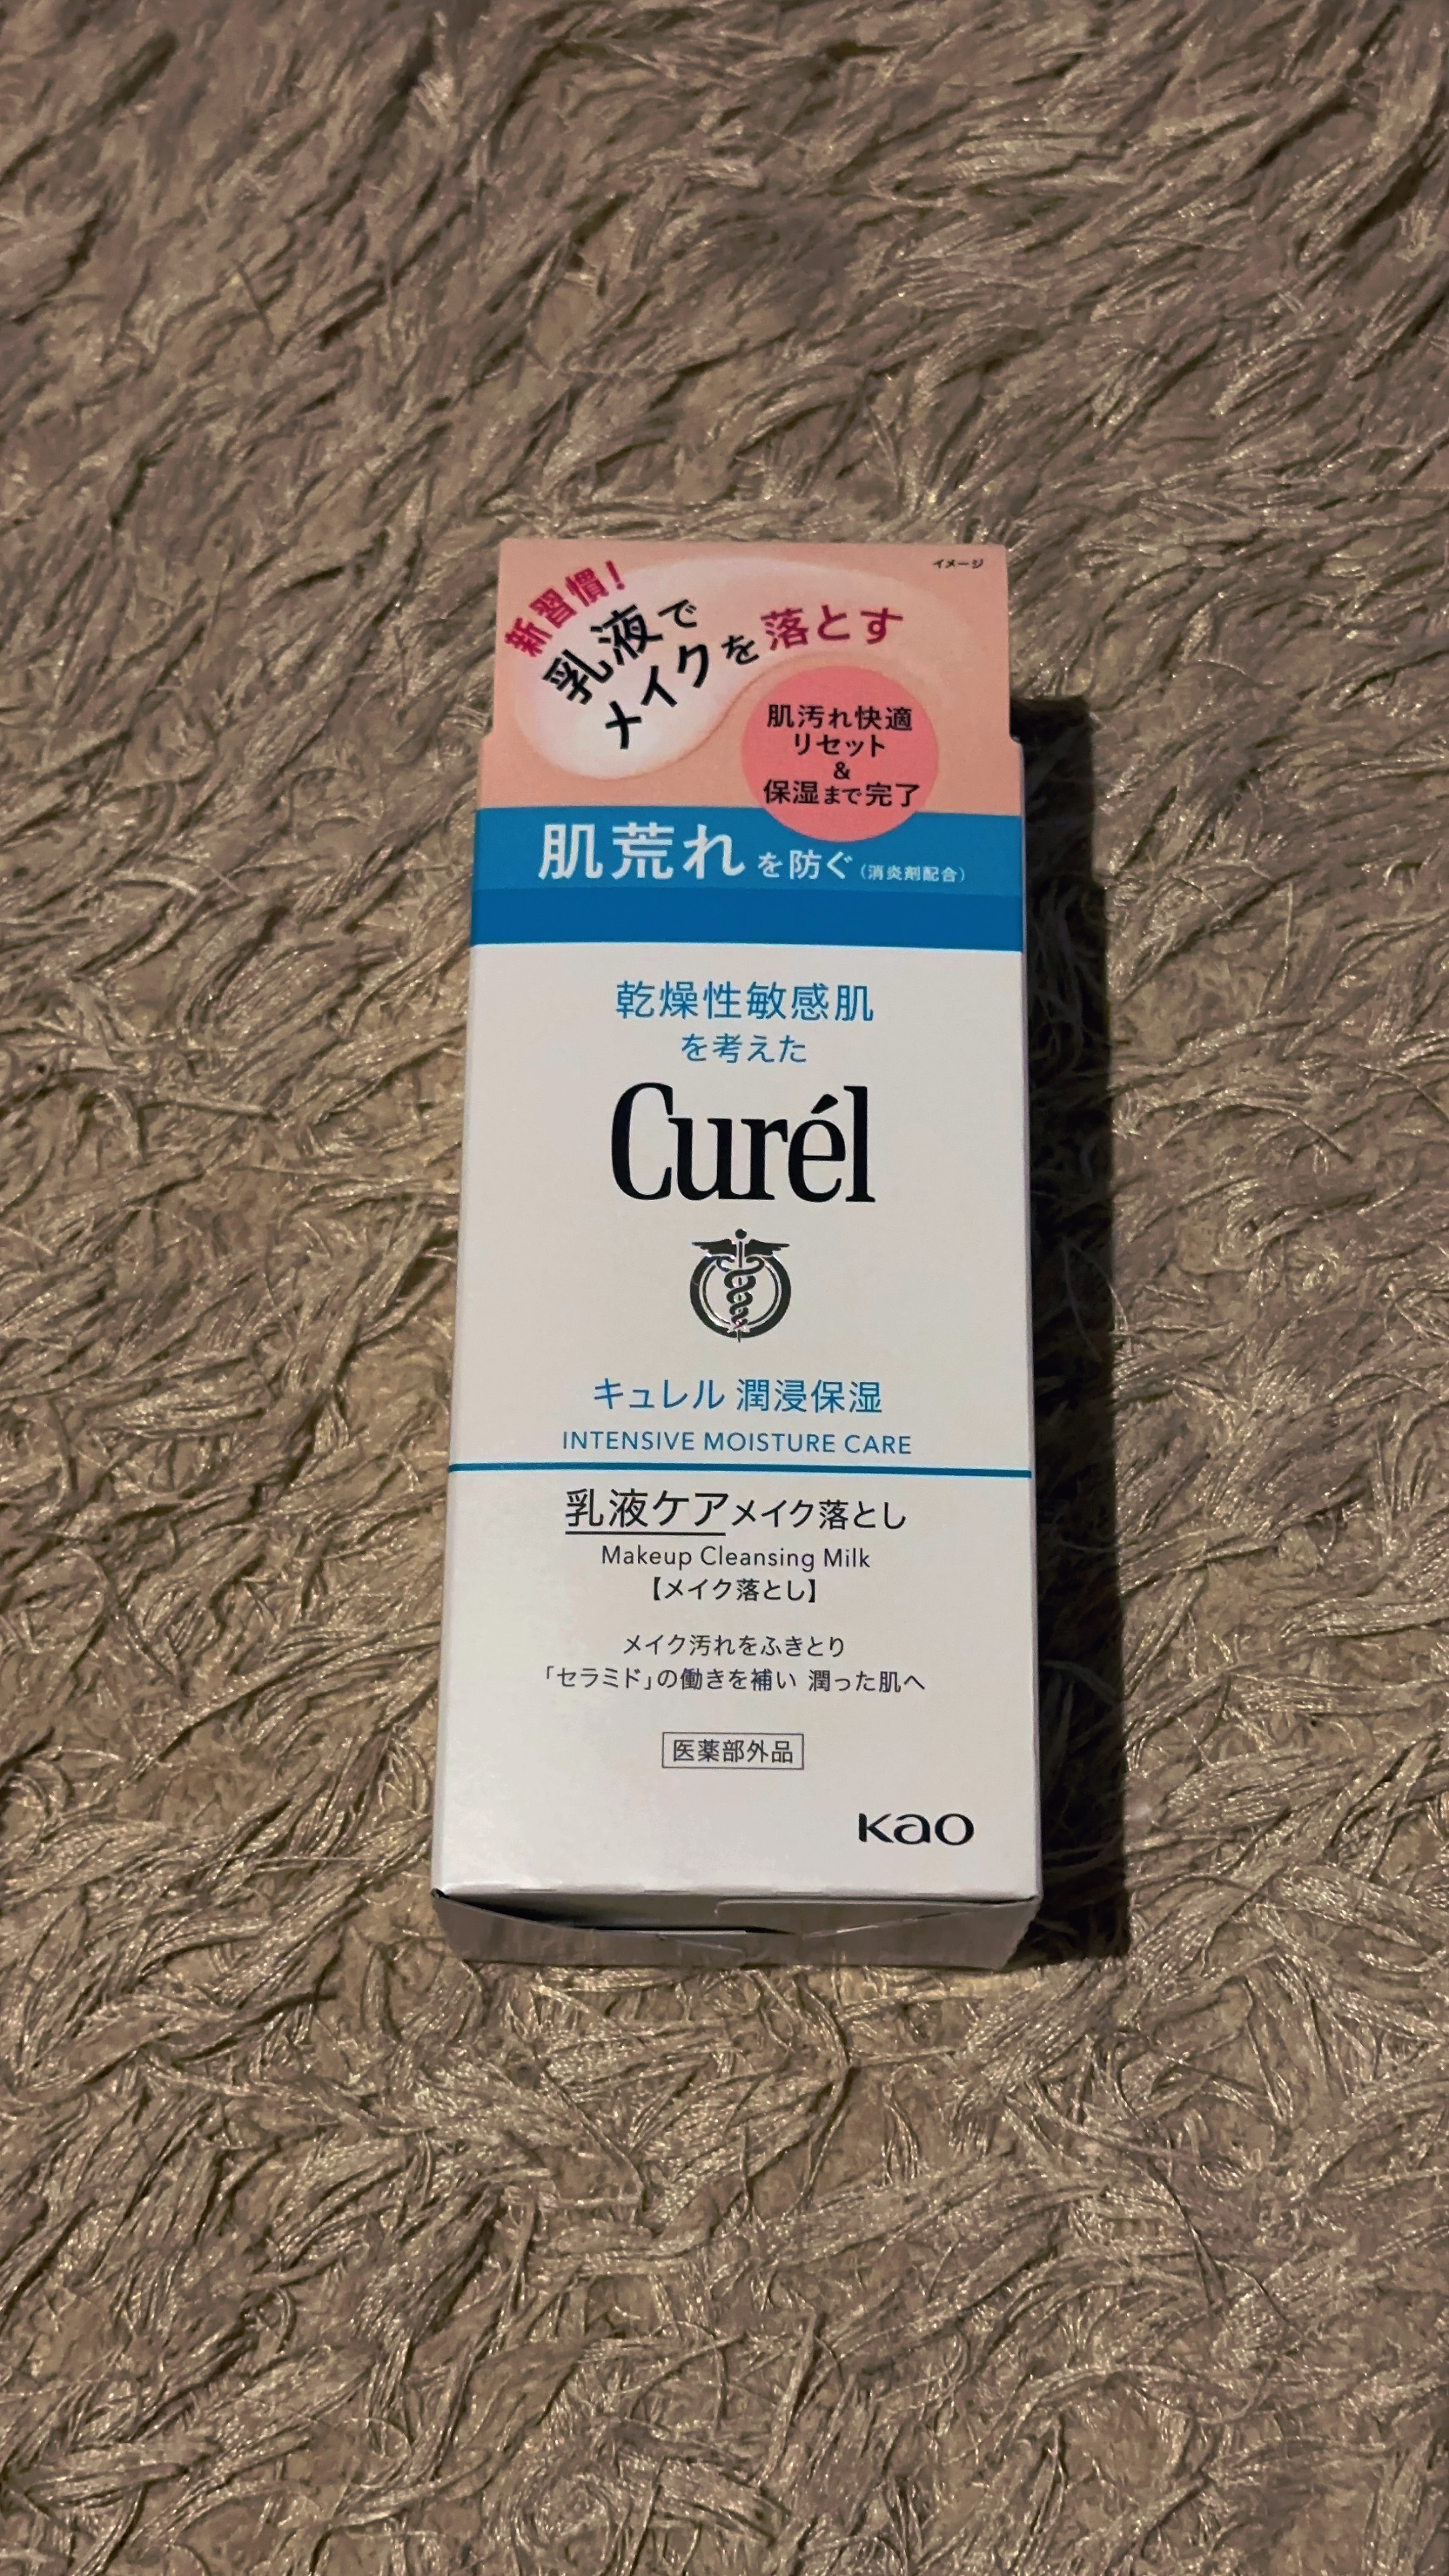 イメージ
新習慣!
乳液で
メイクを落とす
肌汚れ快適
リセット
&
保湿まで完了
肌荒れを防ぐ(消炎剤配合)
乾燥性敏感肌
を考えた
Curél
キュレル 潤浸保湿
INTENSIVE MOISTURE CARE
乳液ケアメイク落とし
Makeup Cleansing Milk
【メイク落とし】
メイク汚れをふきとり
「セラミド」の働きを補い 潤った肌へ
医薬部外品
Kao